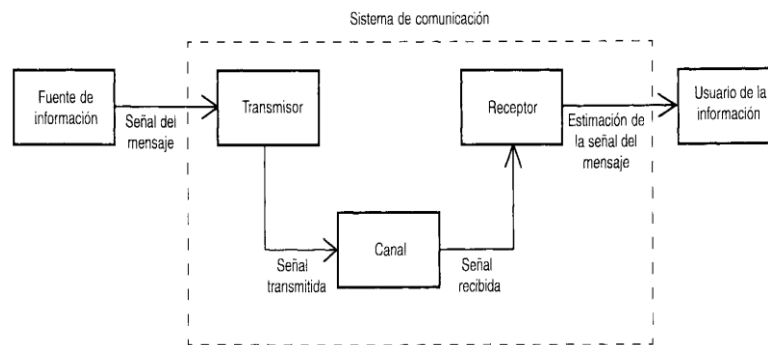 Sistema de comunicación
Fuente de
información
Señal del
mensaje
Transmisor
Señal
transmitida
Canal
Señal
recibida
Receptor
Estimación de
la señal del
mensaje
Usuario de la
información